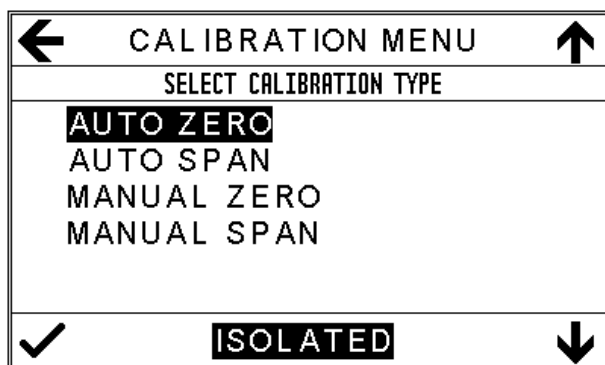 CALIBRATION MENU
SELECT CALIBRATION TYPE
AUTO ZERO
AUTO SPAN
MANUAL ZERO
MANUAL SPAN
ISOLATED